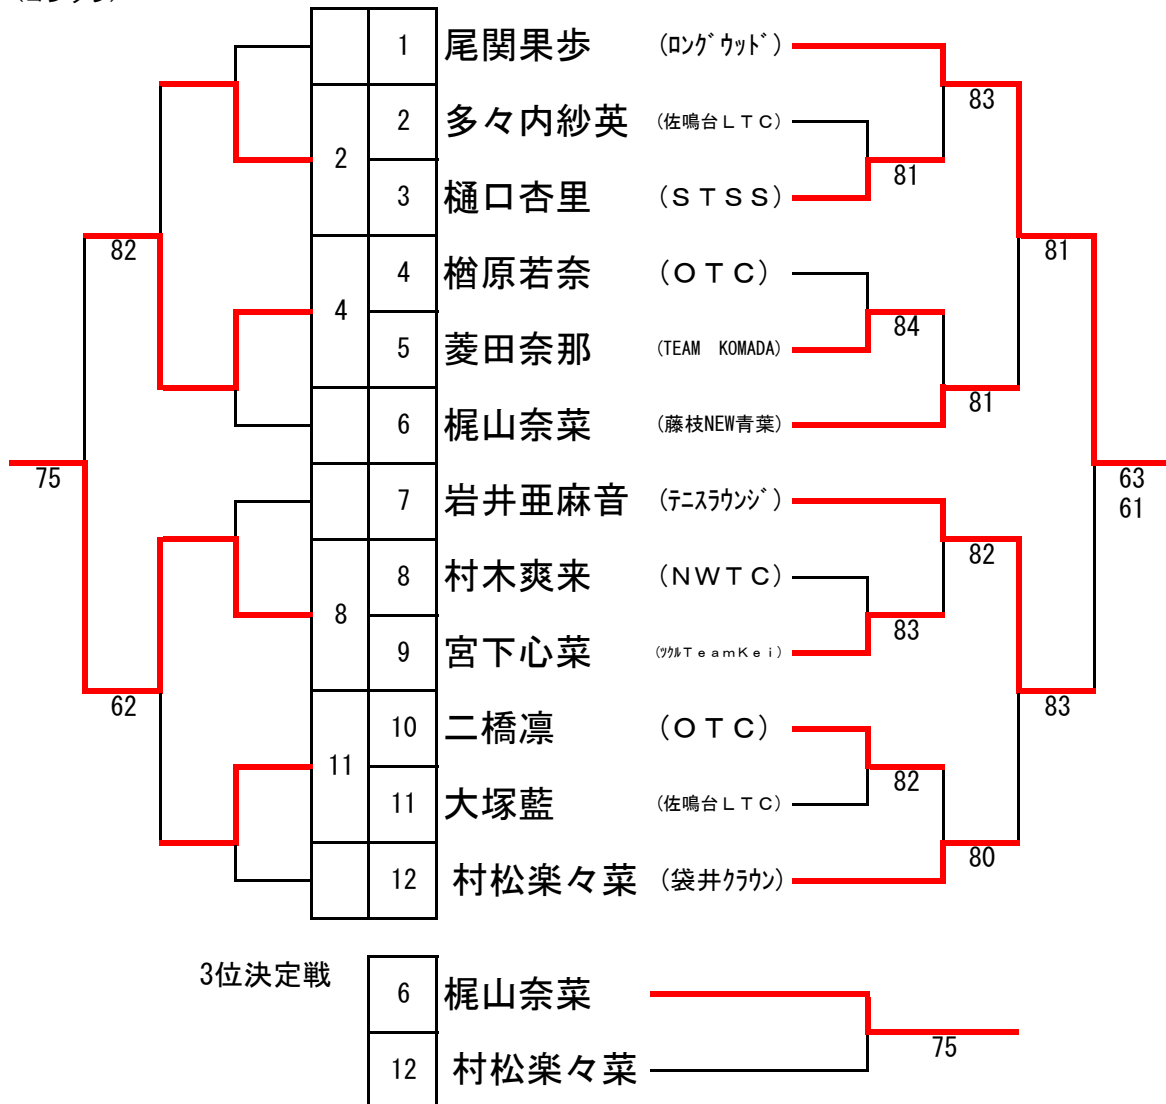 1 尾関果歩 (ロングウッド) 83
2 多々内紗英 (佐鳴台LTC)
2 81
3 樋口杏里 (STSS)
82 81
4 楢原若奈 (OTC)
4 84
5 菱田奈那 (TEAM KOMADA)
81
6 梶山奈菜 (藤枝NEW青葉)
75 63
61
7 岩井亜麻音 (テニスラウンジ)
82
8 村木爽来 (NWTC)
8 83
9 宮下心菜 (ツクルTeamKei)
62 83
10 二橋凛 (OTC)
11 82
11 大塚藍 (佐鳴台LTC)
80
12 村松楽々菜 (袋井クラウン)
3位決定戦
6 梶山奈菜
75
12 村松楽々菜